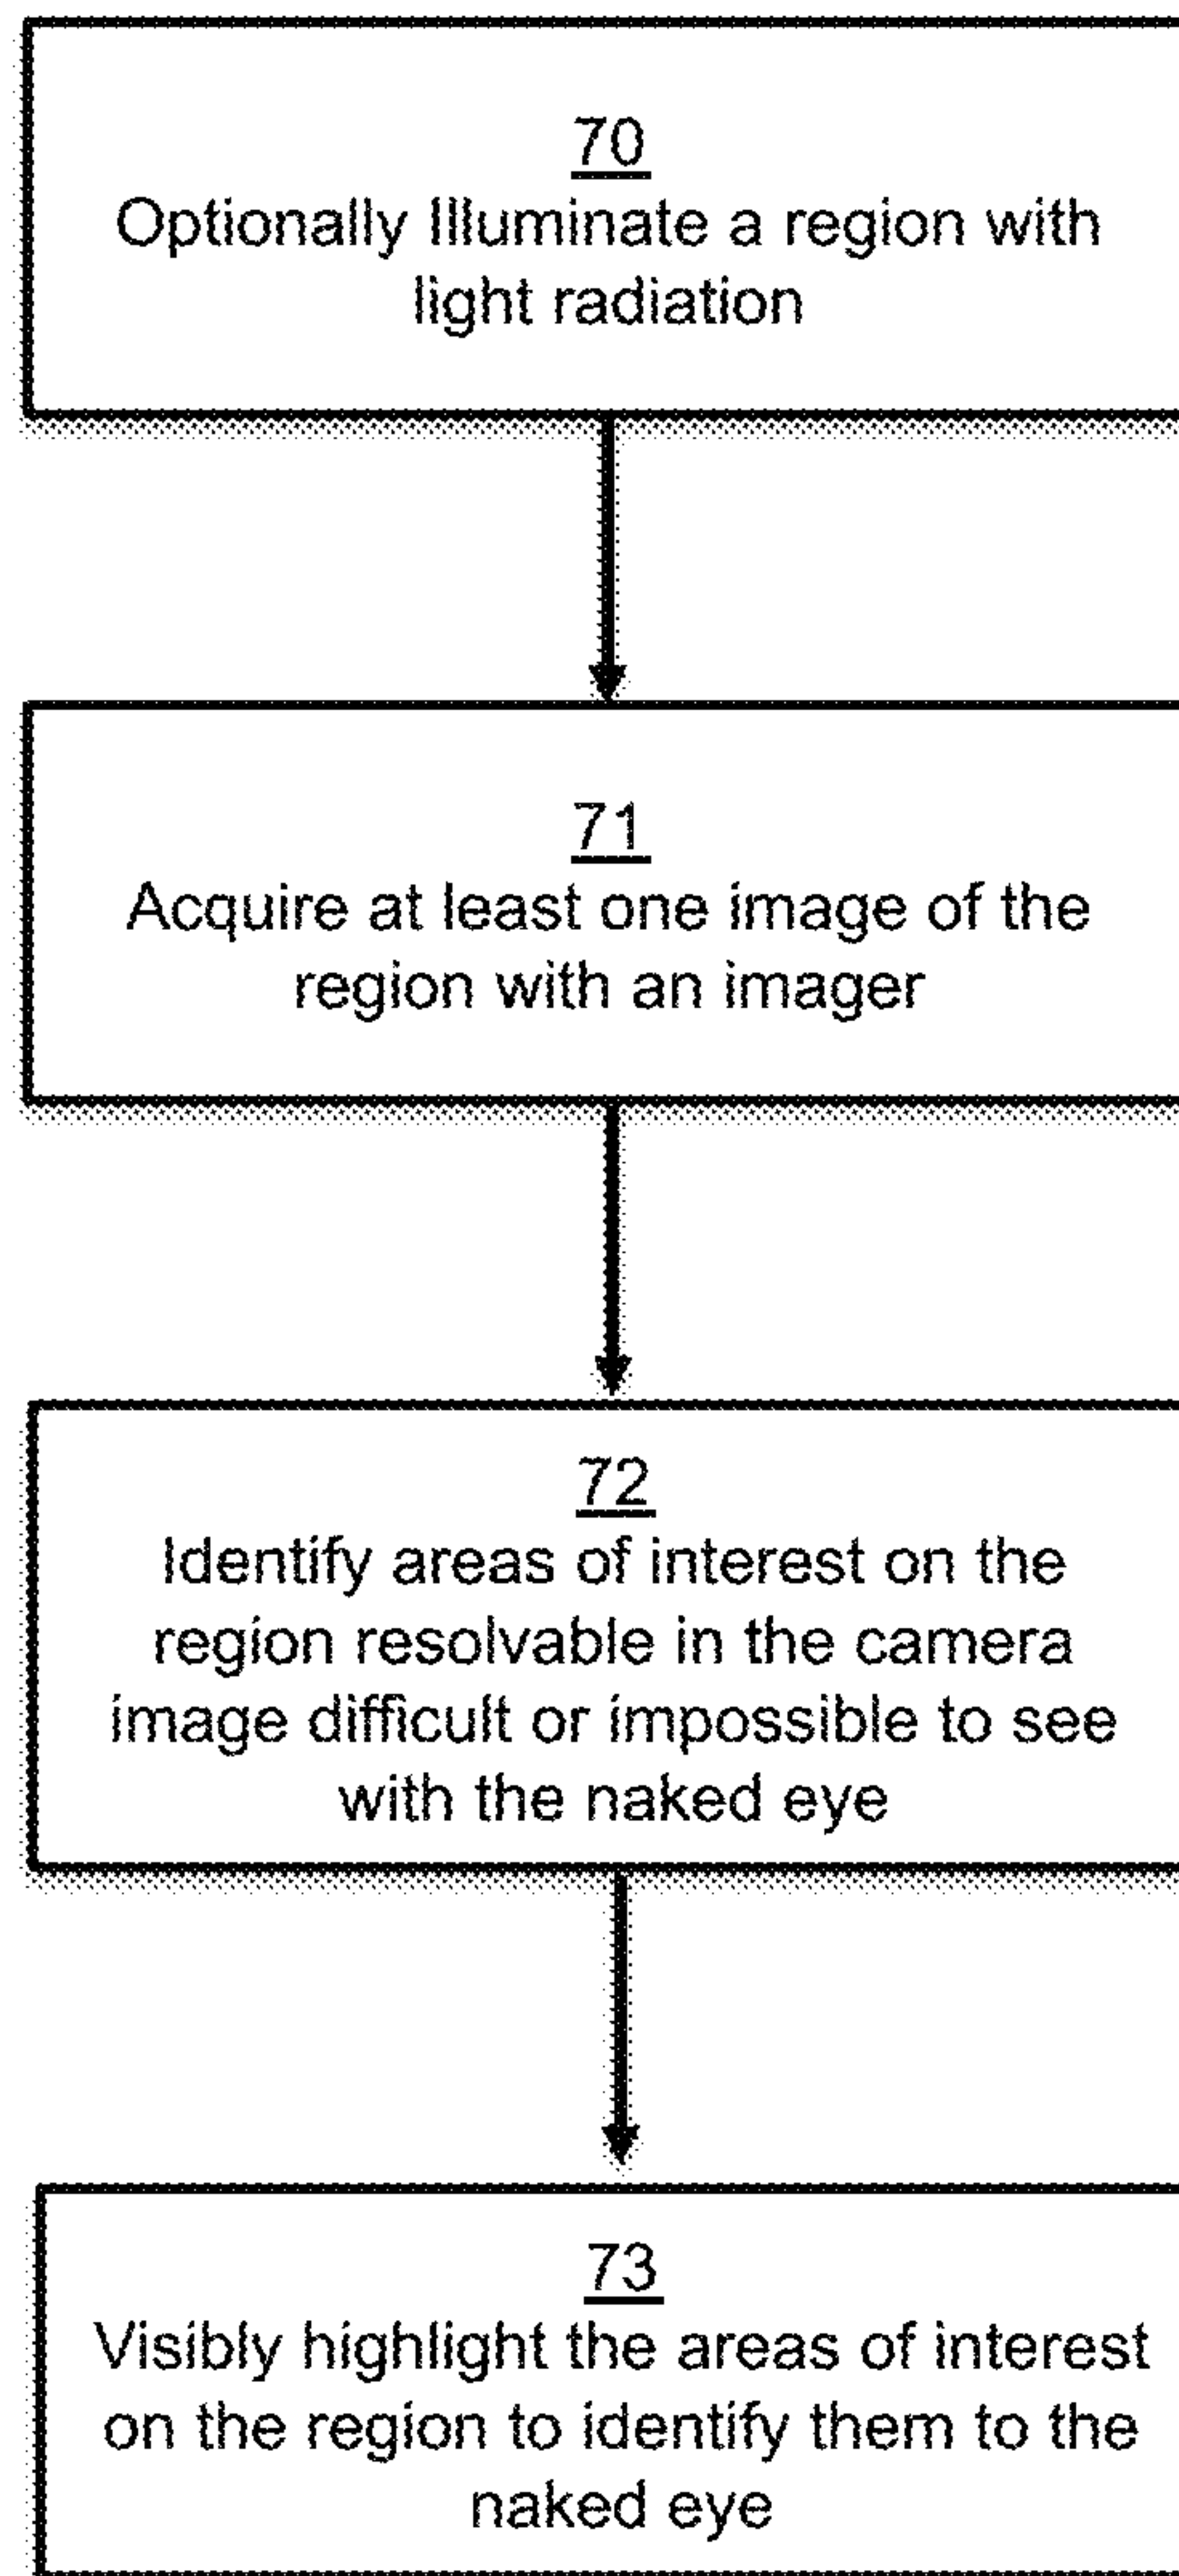 70
Optionally Illuminate a region with
light radiation
71
Acquire at least one image of the
region with an imager
72
Identify areas of interest on the
region resolvable in the camera
image difficult or impossible to see
with the naked eye
73
Visibly highlight the areas of interest
on the region to identify them to the
naked eye